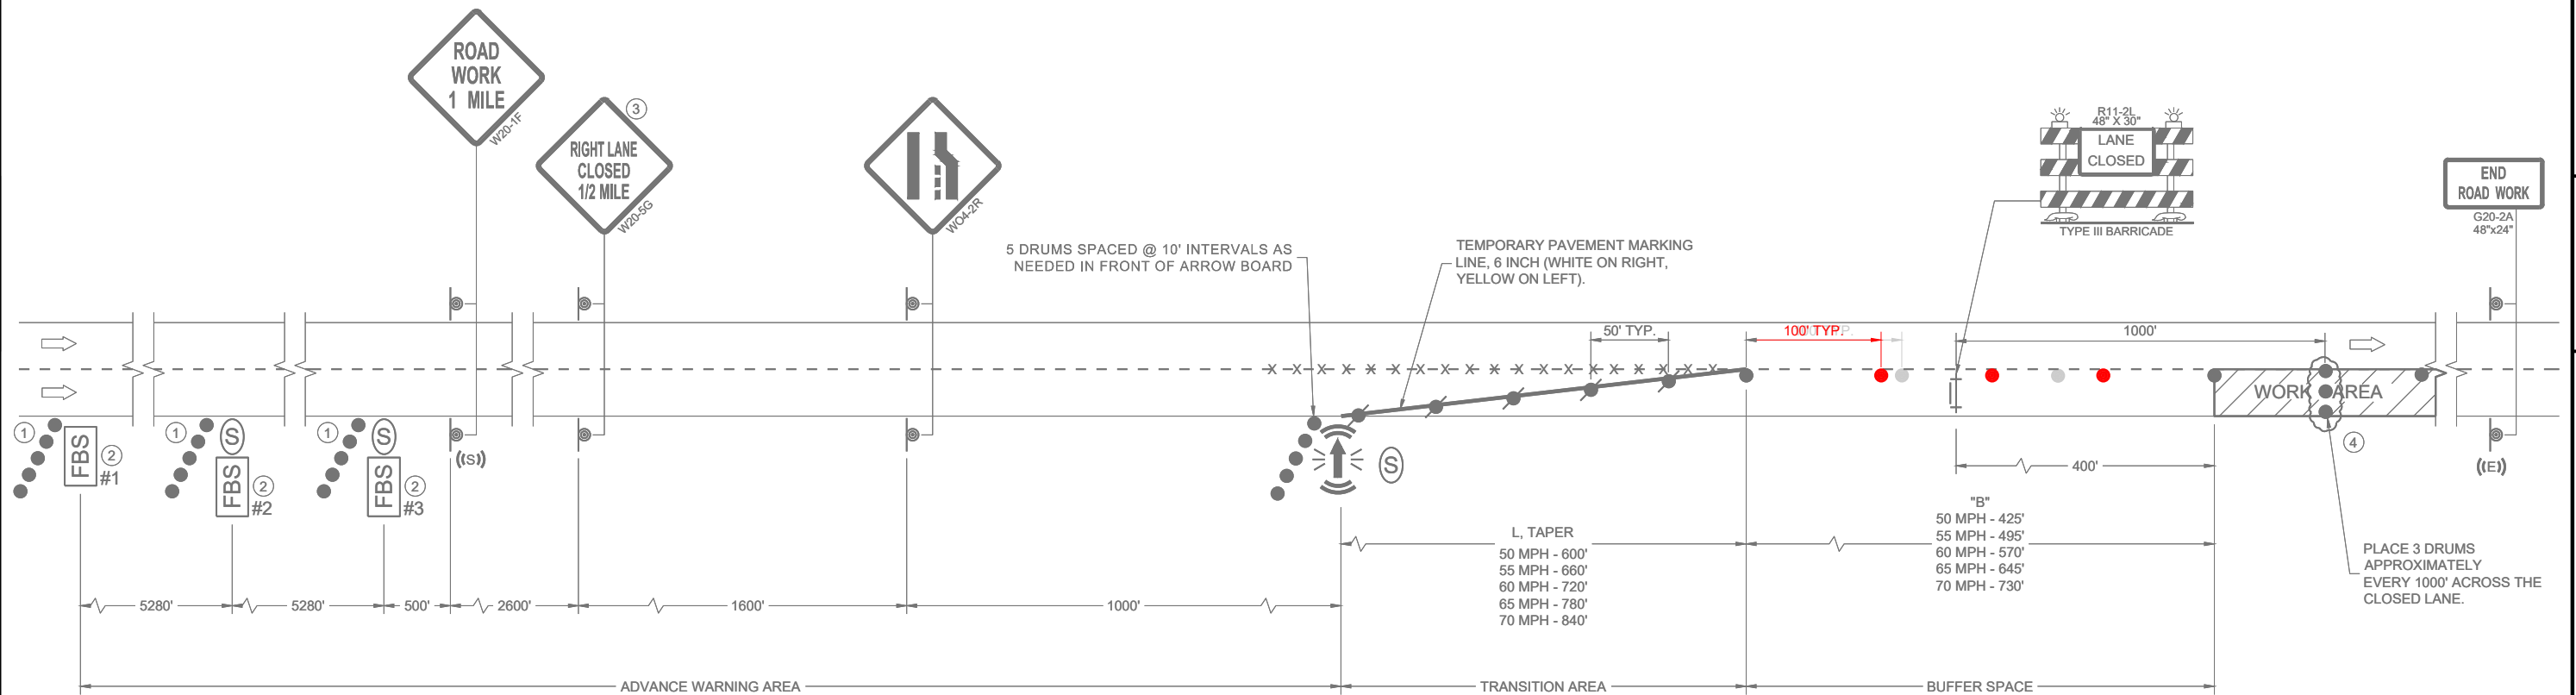 ROAD
WORK
1 MILE
W20-1F
3
RIGHT LANE
CLOSED
1/2 MILE
W20-5G
WO4-2R
R11-2L
48" X 30"
LANE
CLOSED
TYPE III BARRICADE
END
ROAD WORK
G20-2A
48"x24"
5 DRUMS SPACED @ 10' INTERVALS AS
NEEDED IN FRONT OF ARROW BOARD
TEMPORARY PAVEMENT MARKING
LINE, 6 INCH (WHITE ON RIGHT,
YELLOW ON LEFT).
50' TYP.
100' TYP.
1000'
X X X X X X X X X X X X X X X X X X X
WORK AREA
1
FBS
2
#1
1
S
FBS
2
#2
1
S
FBS
2
#3
((S))
S
4
((E))
400'
L, TAPER
50 MPH - 600'
55 MPH - 660'
60 MPH - 720'
65 MPH - 780'
70 MPH - 840'
"B"
50 MPH - 425'
55 MPH - 495'
60 MPH - 570'
65 MPH - 645'
70 MPH - 730'
PLACE 3 DRUMS
APPROXIMATELY
EVERY 1000' ACROSS THE
CLOSED LANE.
5280'
5280'
500'
2600'
1600'
1000'
ADVANCE WARNING AREA
TRANSITION AREA
BUFFER SPACE